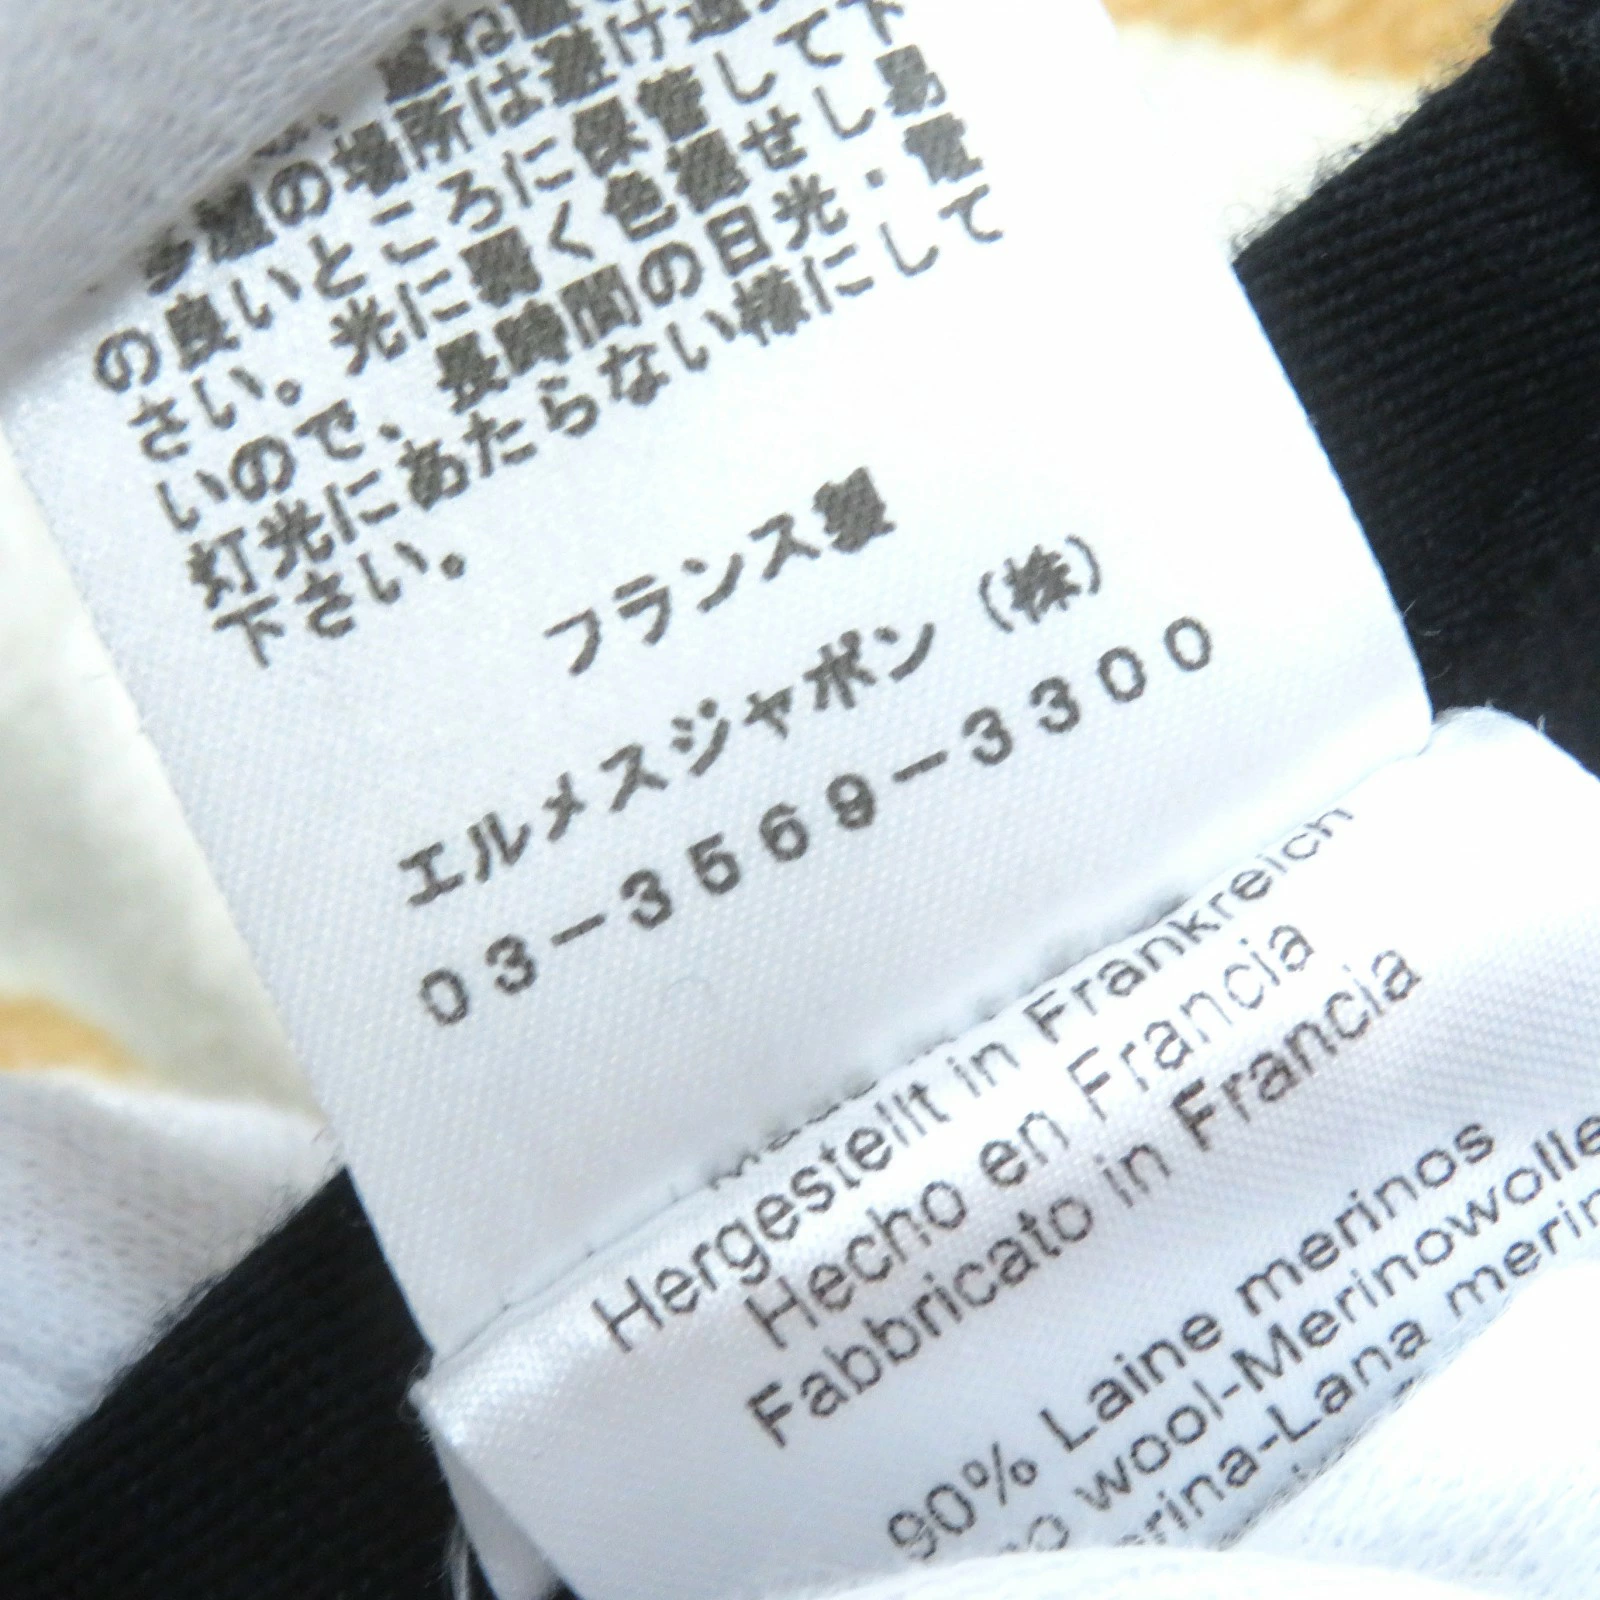 の場所は避け
の良いところに保管して下
さい。光に弱く色褪せし易
いので、長時間の日光・電
灯光にあたらない様にして
下さい。
フランス製
エルメスジャポン（株）
03-3569-3300
Hergestellt in Frankreich
Hecho en Francia
Fabbricato in Francia
90% Laine merinos
wool-Merinowolle
-Lana